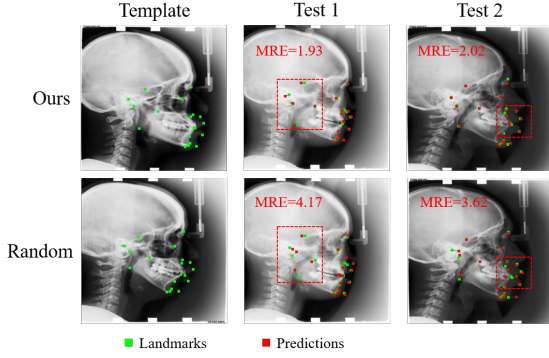 Template Test 1 Test 2
Ours MRE=1.93 MRE=2.02
Random MRE=4.17 MRE=3.62
Landmarks Predictions